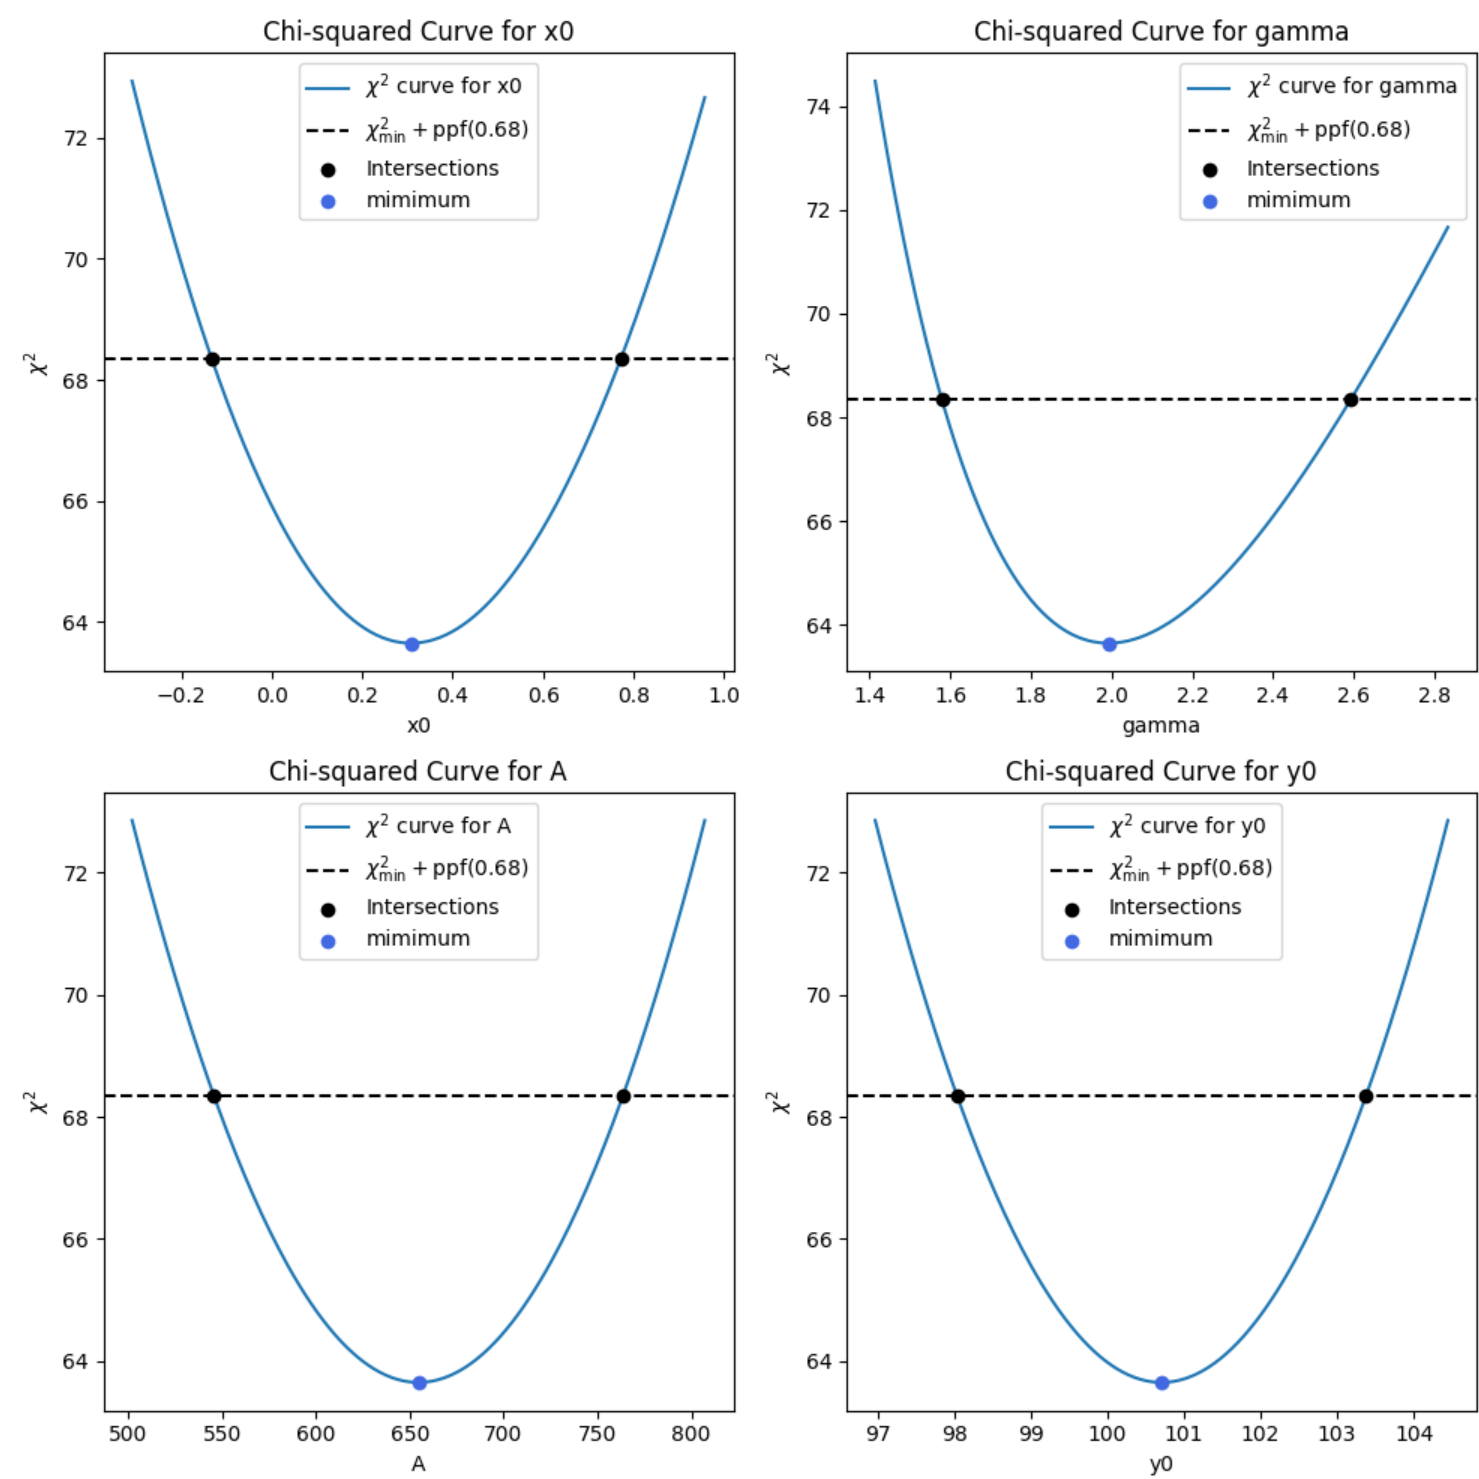 Chi-squared Curve for x0
χ² curve for x0
χ²min + ppf(0.68)
Intersections
mimimum
72
70
68
66
64
χ²
−0.2 0.0 0.2 0.4 0.6 0.8 1.0
x0
Chi-squared Curve for gamma
χ² curve for gamma
χ²min + ppf(0.68)
Intersections
mimimum
74
72
70
68
66
64
χ²
1.4 1.6 1.8 2.0 2.2 2.4 2.6 2.8
gamma
Chi-squared Curve for A
χ² curve for A
χ²min + ppf(0.68)
Intersections
mimimum
72
70
68
66
64
χ²
500 550 600 650 700 750 800
A
Chi-squared Curve for y0
χ² curve for y0
χ²min + ppf(0.68)
Intersections
mimimum
72
70
68
66
64
χ²
97 98 99 100 101 102 103 104
y0